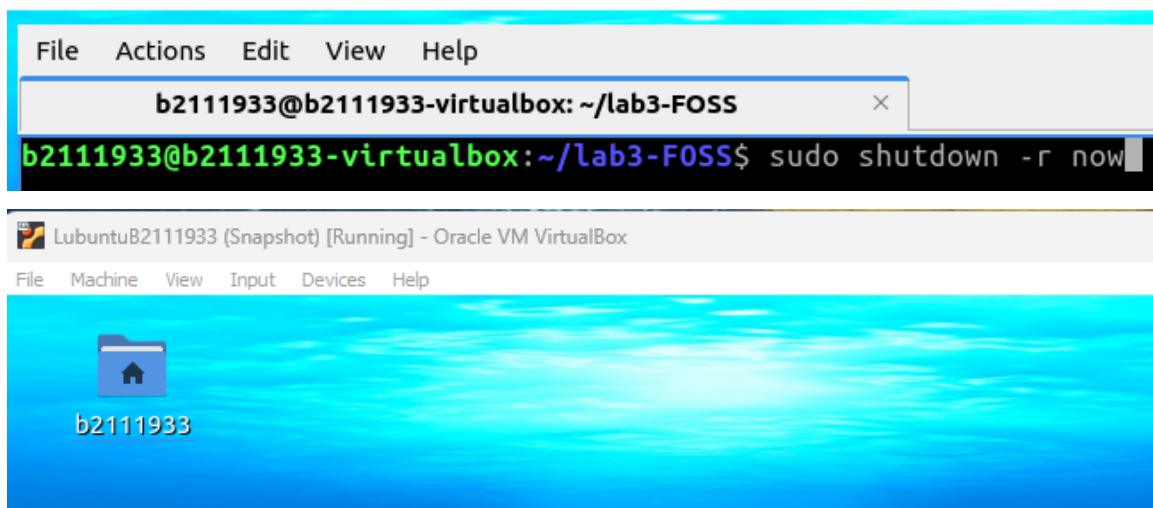 File Actions Edit View Help
b2111933@b2111933-virtualbox: ~/lab3-FOSS ×
b2111933@b2111933-virtualbox:~/lab3-FOSS$ sudo shutdown -r now
LubuntuB2111933 (Snapshot) [Running] - Oracle VM VirtualBox
File Machine View Input Devices Help
b2111933